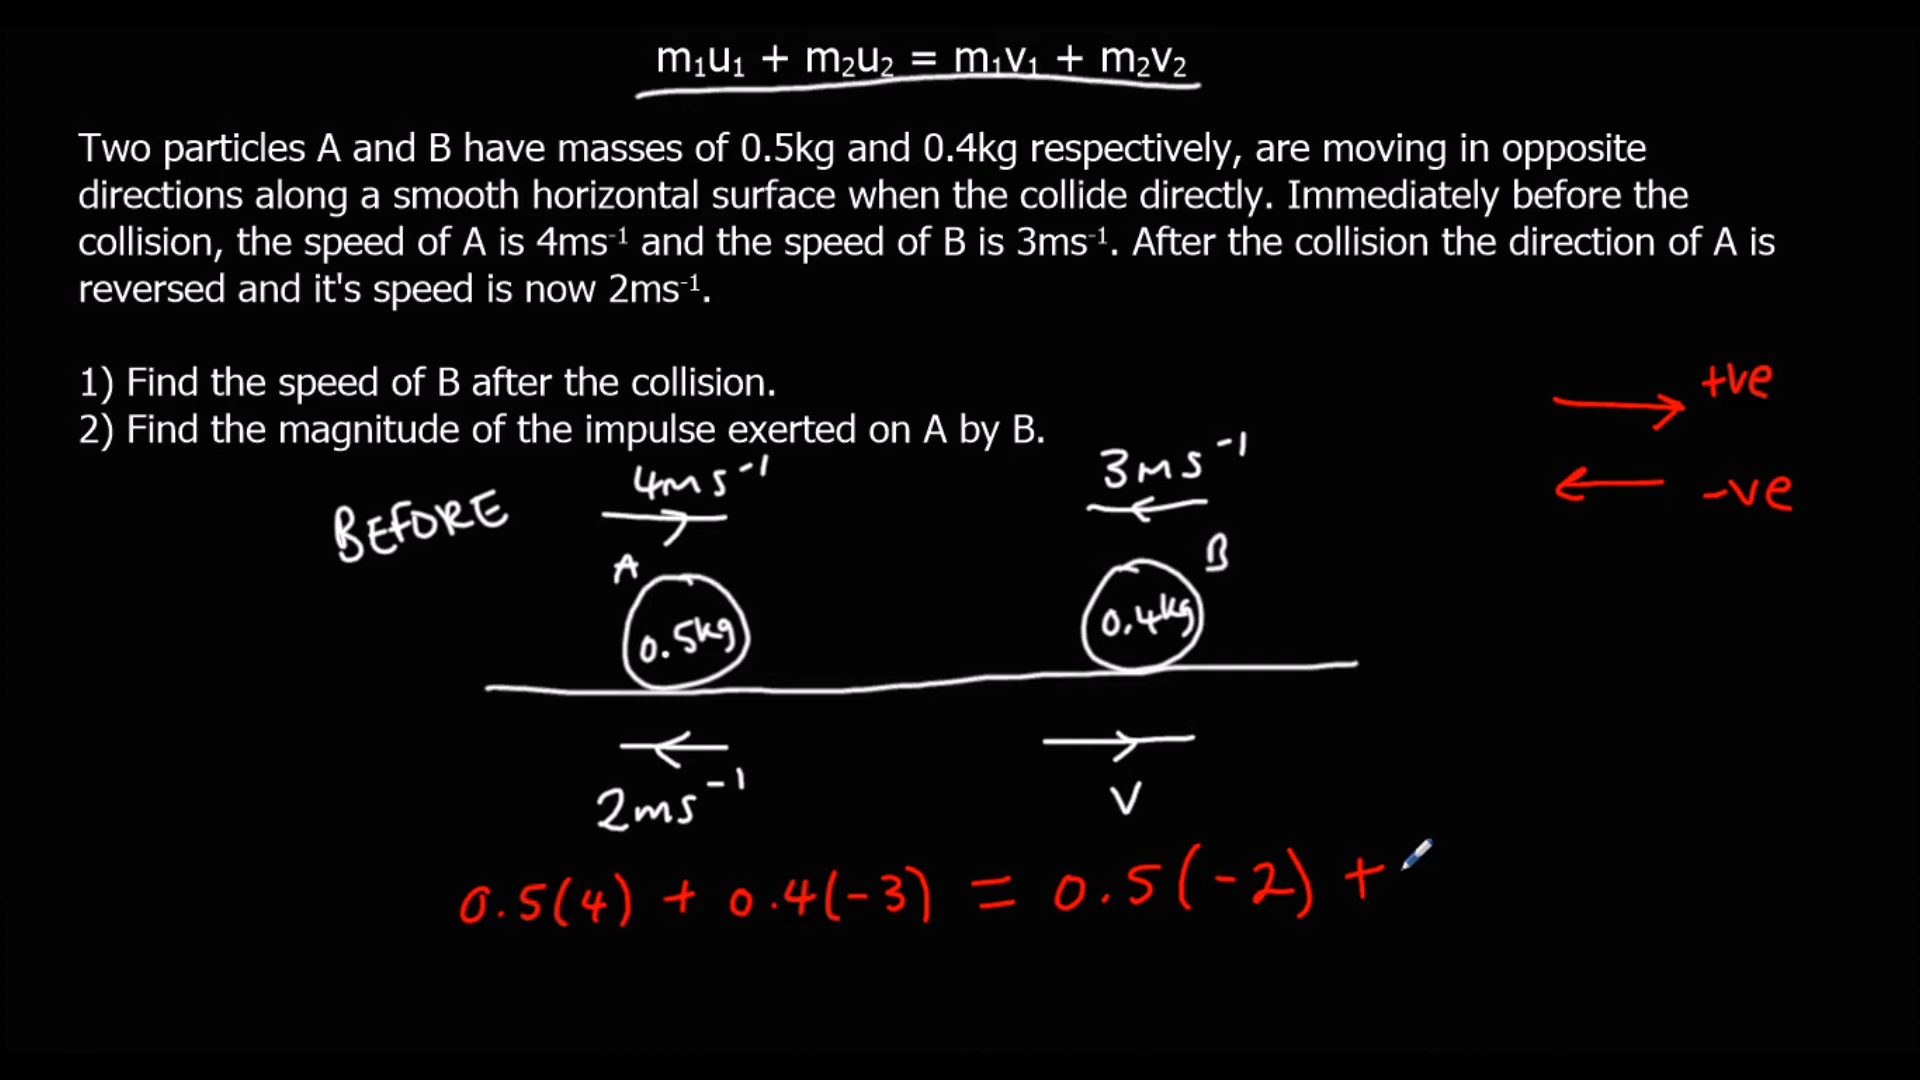 m₁u₁ + m₂u₂ = m₁v₁ + m₂v₂
Two particles A and B have masses of 0.5kg and 0.4kg respectively, are moving in opposite
directions along a smooth horizontal surface when the collide directly. Immediately before the
collision, the speed of A is 4ms⁻¹ and the speed of B is 3ms⁻¹. After the collision the direction of A is
reversed and it's speed is now 2ms⁻¹.
1) Find the speed of B after the collision.
2) Find the magnitude of the impulse exerted on A by B.
+ve
-ve
BEFORE
4ms⁻¹
3ms⁻¹
A
B
0.5kg
0.4kg
2ms⁻¹
V
0.5(4) + 0.4(-3) = 0.5(-2) +